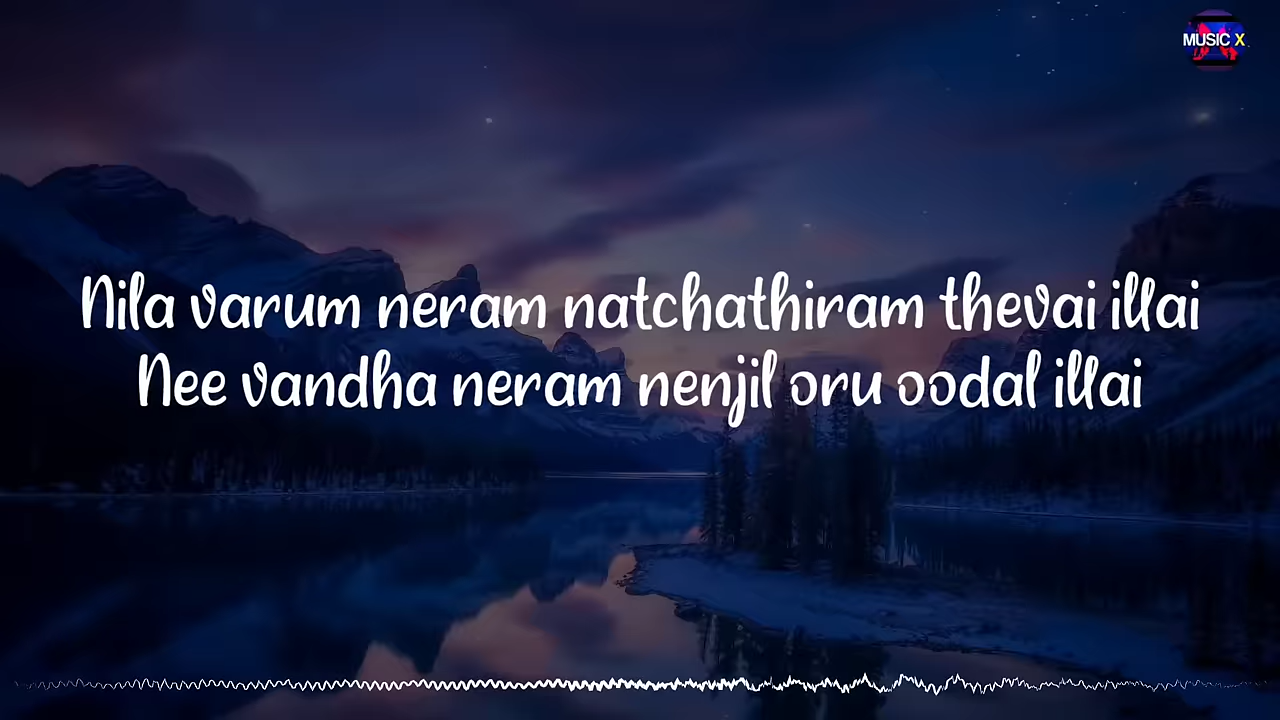 MUSIC X
Nila varum neram natchathiram thevai illai
Nee vandha neram nenjil oru oodal illai